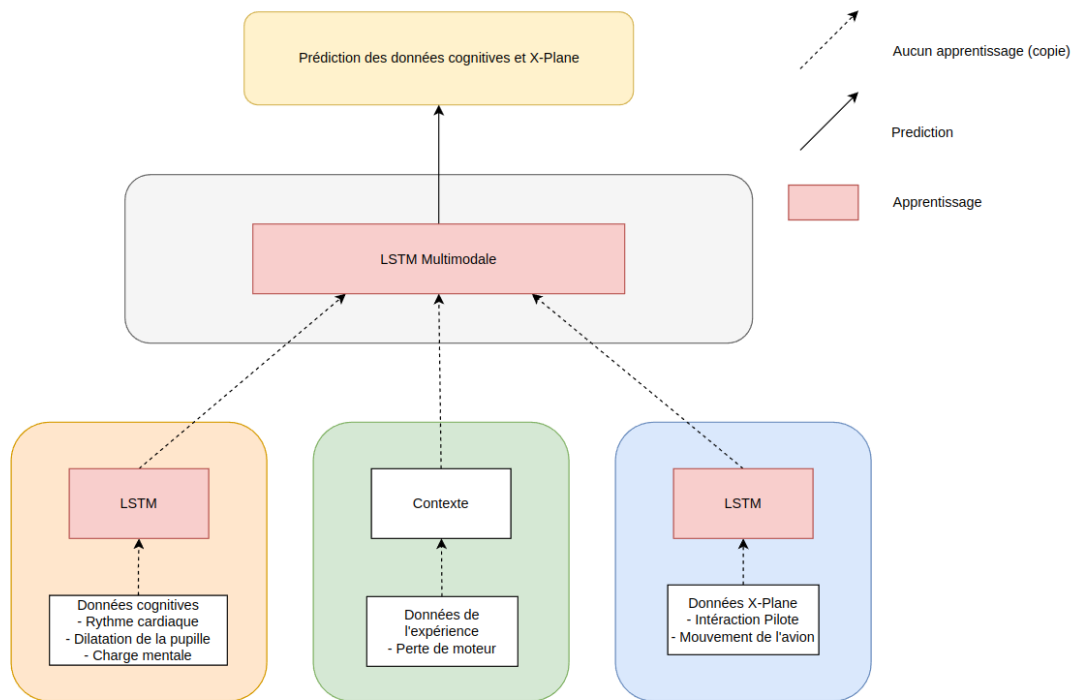 Prédiction des données cognitives et X-Plane
Aucun apprentissage (copie)
Prediction
Apprentissage
LSTM Multimodale
LSTM
Contexte
LSTM
Données cognitives
- Rythme cardiaque
- Dilatation de la pupille
- Charge mentale
Données de
l'expérience
- Perte de moteur
Données X-Plane
- Intéraction Pilote
- Mouvement de l'avion